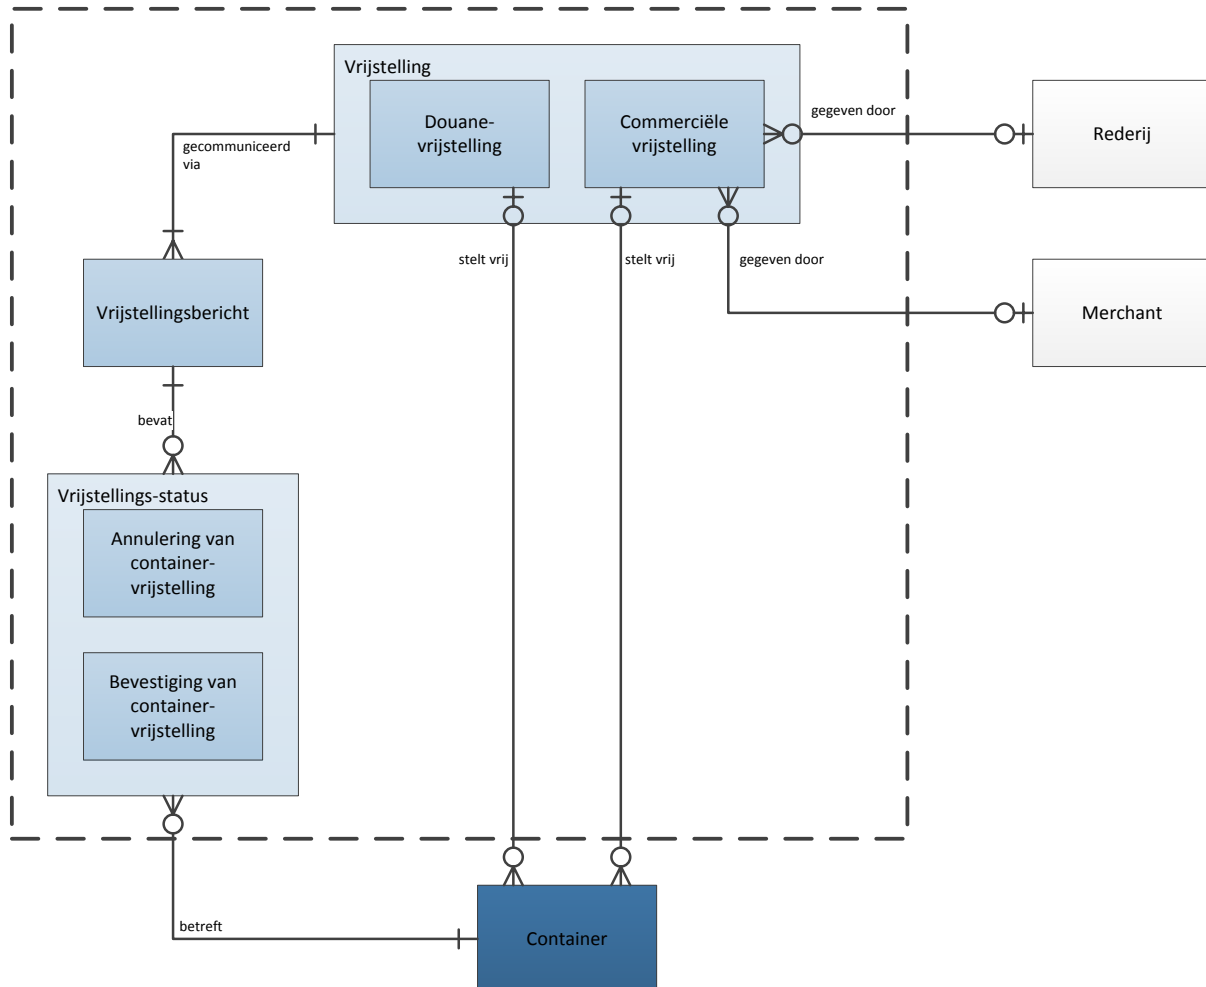 Vrijstelling
Douane-
vrijstelling
Commerciële
vrijstelling
gegeven door
Rederij
gecommuniceerd
via
stelt vrij
stelt vrij
gegeven door
Vrijstellingsbericht
Merchant
bevat
Vrijstellings-status
Annulering van
container-
vrijstelling
Bevestiging van
container-
vrijstelling
betreft
Container